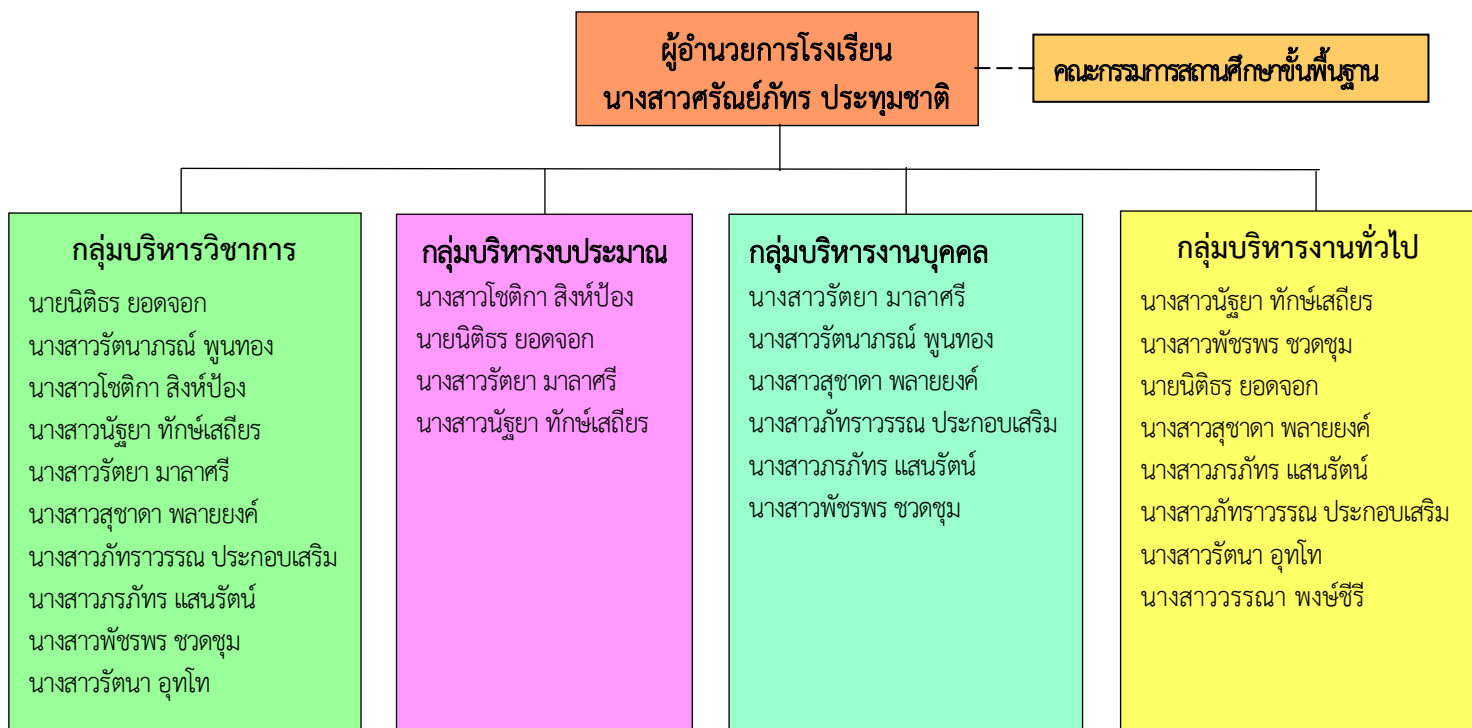 ผู้อำนวยการโรงเรียน
นางสาวศรัณย์ภัทร ประทุมชาติ
คณะกรรมการสถานศึกษาขั้นพื้นฐาน
กลุ่มบริหารวิชาการ
นายนิติธร ยอดจอก
นางสาวรัตนาภรณ์ พูนทอง
นางสาวโชติกา สิงห์ป้อง
นางสาวนัฐยา ทักษ์เสถียร
นางสาวรัตยา มาลาศรี
นางสาวสุชาดา พลายยงค์
นางสาวภัทราวรรณ ประกอบเสริม
นางสาวภรภัทร แสนรัตน์
นางสาวพัชรพร ชวดชุม
นางสาวรัตนา อุทโท
กลุ่มบริหารงบประมาณ
นางสาวโชติกา สิงห์ป้อง
นายนิติธร ยอดจอก
นางสาวรัตยา มาลาศรี
นางสาวนัฐยา ทักษ์เสถียร
กลุ่มบริหารงานบุคคล
นางสาวรัตยา มาลาศรี
นางสาวรัตนาภรณ์ พูนทอง
นางสาวสุชาดา พลายยงค์
นางสาวภัทราวรรณ ประกอบเสริม
นางสาวภรภัทร แสนรัตน์
นางสาวพัชรพร ชวดชุม
กลุ่มบริหารงานทั่วไป
นางสาวนัฐยา ทักษ์เสถียร
นางสาวพัชรพร ชวดชุม
นายนิติธร ยอดจอก
นางสาวสุชาดา พลายยงค์
นางสาวภรภัทร แสนรัตน์
นางสาวภัทราวรรณ ประกอบเสริม
นางสาวรัตนา อุทโท
นางสาววรรณา พงษ์ชีรี